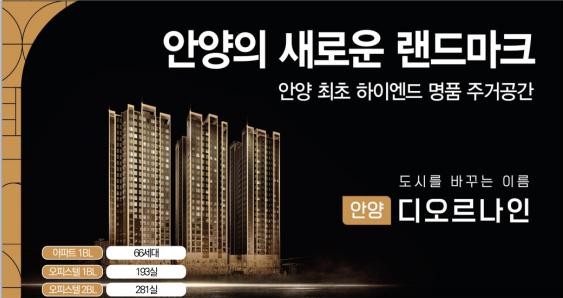 안양의 새로운 랜드마크
안양 최초 하이엔드 명품 주거공간
도시를 바꾸는 이름
안양 디오르나인
아파트 1BL 66세대
오피스텔 1BL 193실
오피스텔 2BL 281실